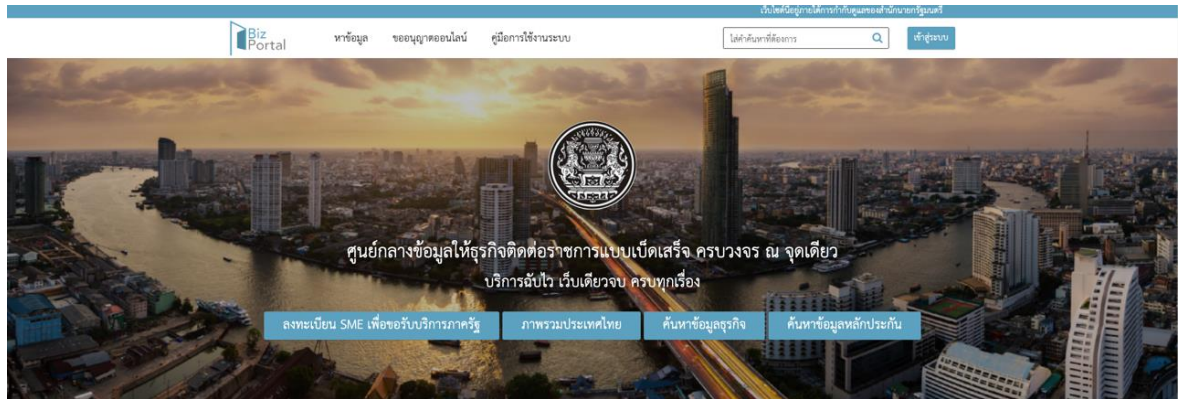 เว็บไซต์นี้อยู่ภายใต้การกำกับดูแลของสำนักนายกรัฐมนตรี
Biz
Portal
หาข้อมูล
ขออนุญาตออนไลน์
คู่มือการใช้งานระบบ
ใส่คำค้นหาที่ต้องการ
เข้าสู่ระบบ
ศูนย์กลางข้อมูลให้ธุรกิจติดต่อราชการแบบเบ็ดเสร็จ ครบวงจร ณ จุดเดียว
บริการฉับไว เว็บเดียวจบ ครบทุกเรื่อง
ลงทะเบียน SME เพื่อขอรับบริการภาครัฐ
ภาพรวมประเทศไทย
ค้นหาข้อมูลธุรกิจ
ค้นหาข้อมูลหลักประกัน